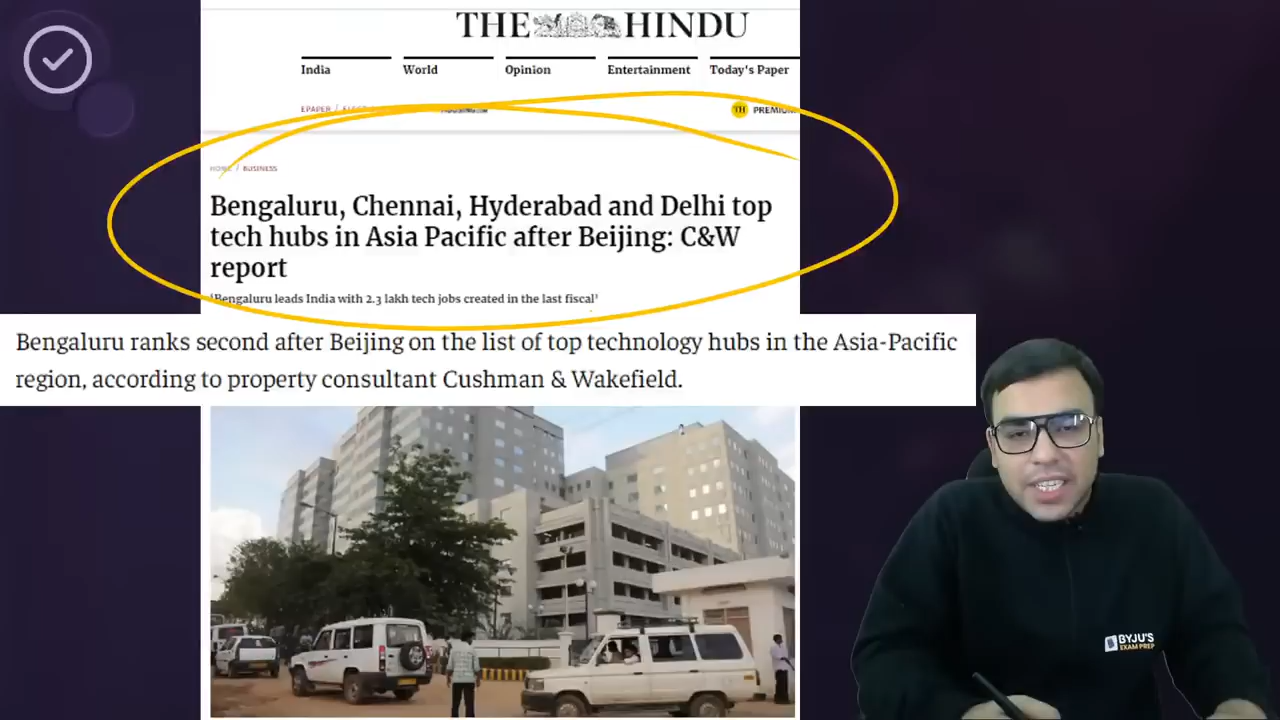 THE HINDU
India World Opinion Entertainment Today's Paper
EPAPER / TH PREMIUM
HOME / BUSINESS
Bengaluru, Chennai, Hyderabad and Delhi top
tech hubs in Asia Pacific after Beijing: C&W
report
'Bengaluru leads India with 2.3 lakh tech jobs created in the last fiscal'
Bengaluru ranks second after Beijing on the list of top technology hubs in the Asia-Pacific
region, according to property consultant Cushman & Wakefield.
BYJU'S
EXAM PREP